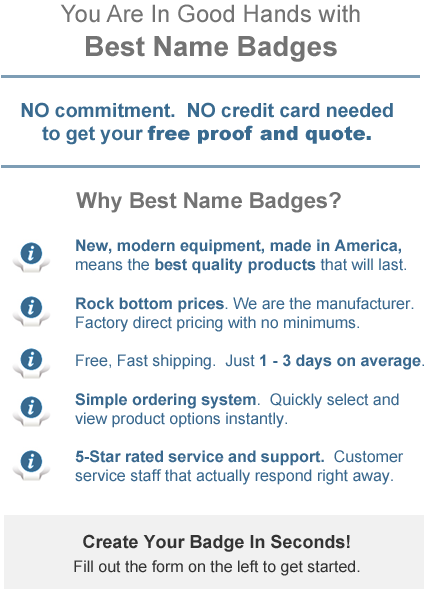 You Are In Good Hands with
Best Name Badges
NO commitment.  NO credit card needed
to get your free proof and quote.
Why Best Name Badges?
New, modern equipment, made in America,
means the best quality products that will last.
Rock bottom prices. We are the manufacturer.
Factory direct pricing with no minimums.
Free, Fast shipping.  Just 1 - 3 days on average.
Simple ordering system.  Quickly select and
view product options instantly.
5-Star rated service and support.  Customer
service staff that actually respond right away.
Create Your Badge In Seconds!
Fill out the form on the left to get started.